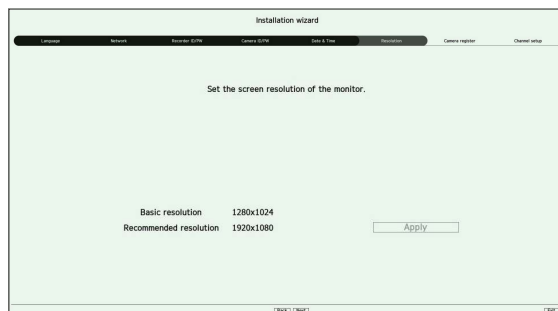 Installation wizard
Language Network Recorder ID/PW Camera ID/PW Date & Time Resolution Camera register Channel setup
Set the screen resolution of the monitor.
Basic resolution 1280x1024
Recommended resolution 1920x1080 Apply
Back Next Exit